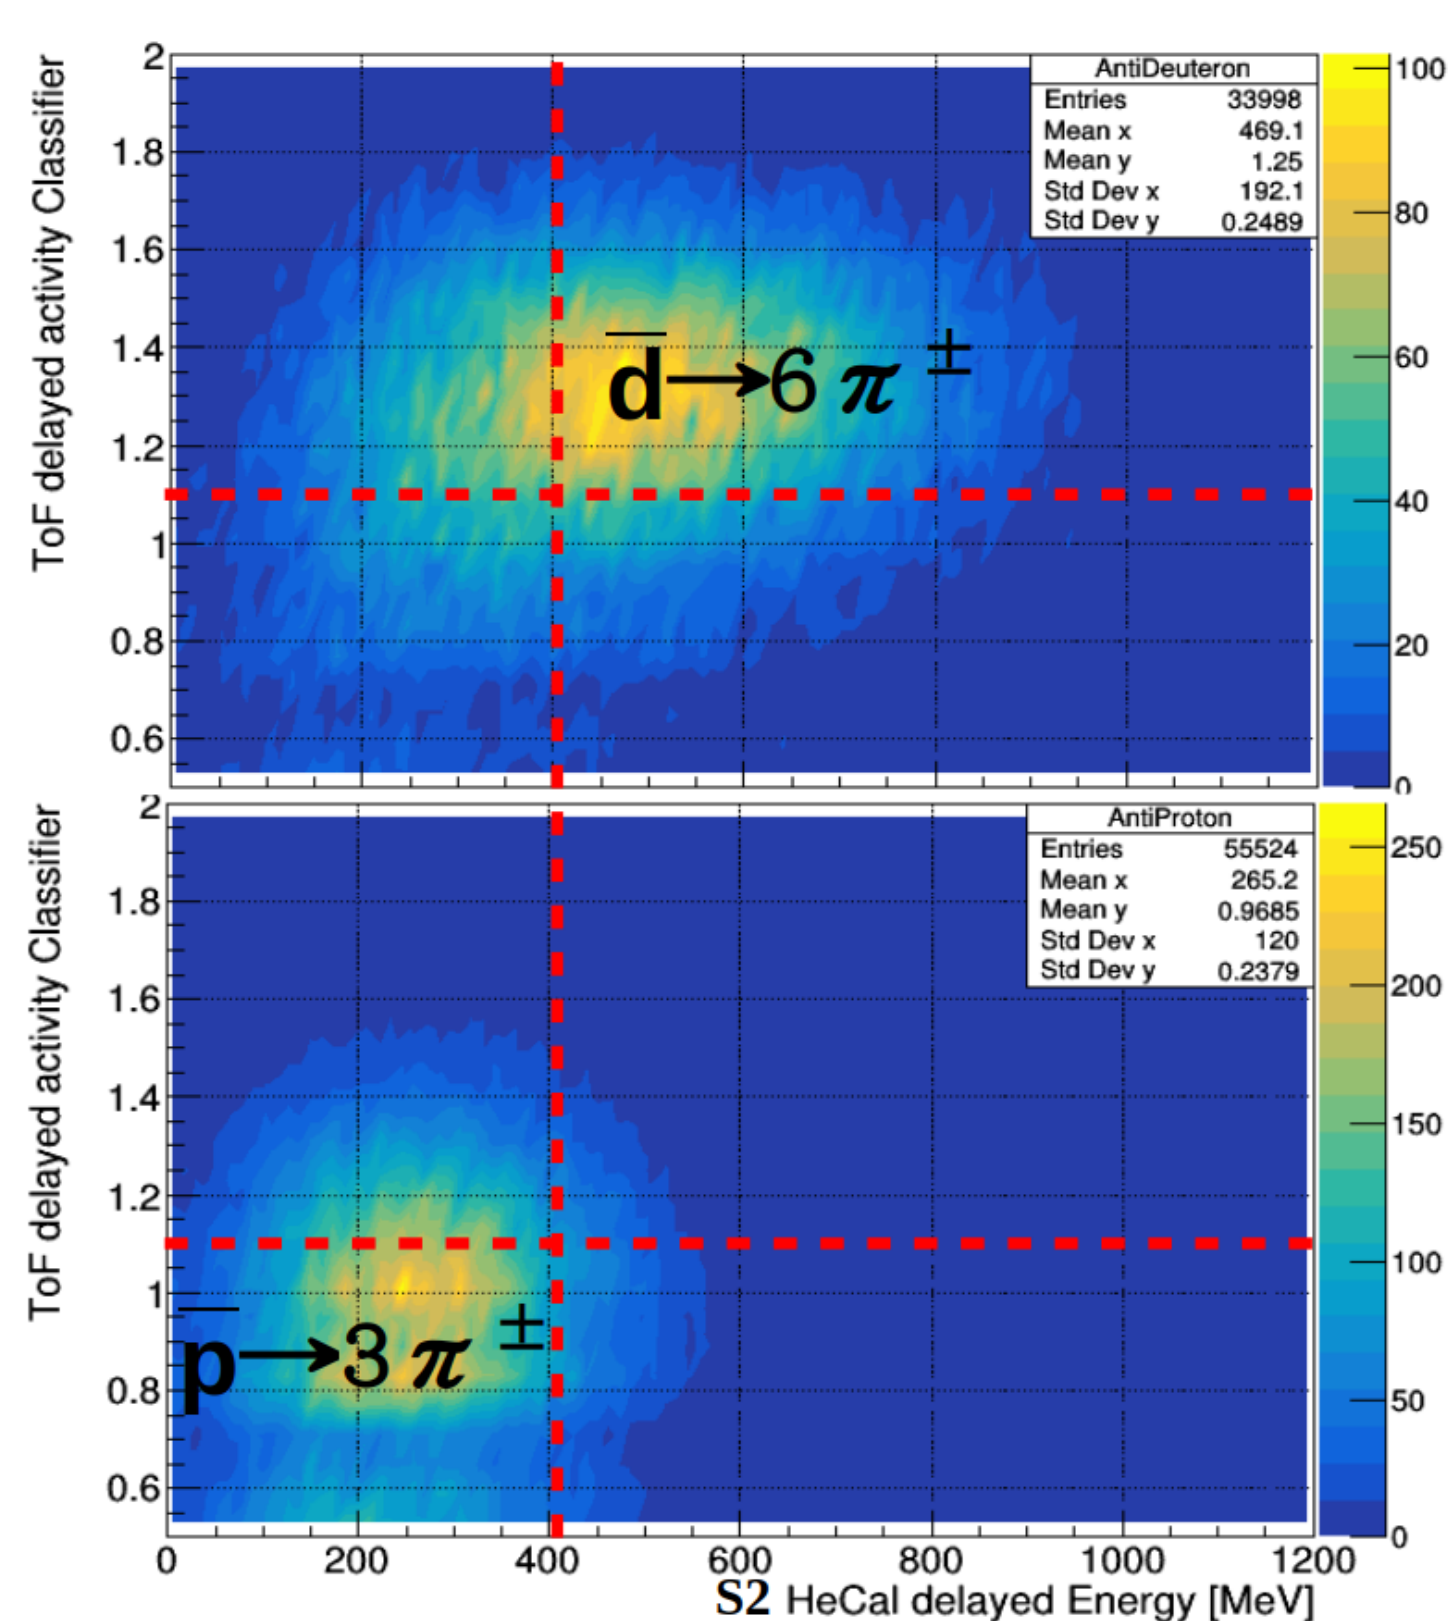 ToF delayed activity Classifier
2
1.8
1.6
1.4
1.2
1
0.8
0.6
AntiDeuteron
Entries 33998
Mean x 469.1
Mean y 1.25
Std Dev x 192.1
Std Dev y 0.2489
d̅→6 π ±
100
80
60
40
20
0
ToF delayed activity Classifier
2
1.8
1.6
1.4
1.2
1
0.8
0.6
AntiProton
Entries 55524
Mean x 265.2
Mean y 0.9685
Std Dev x 120
Std Dev y 0.2379
p̅→3 π ±
250
200
150
100
50
0
0 200 400 600 800 1000 1200
S2 HeCal delayed Energy [MeV]